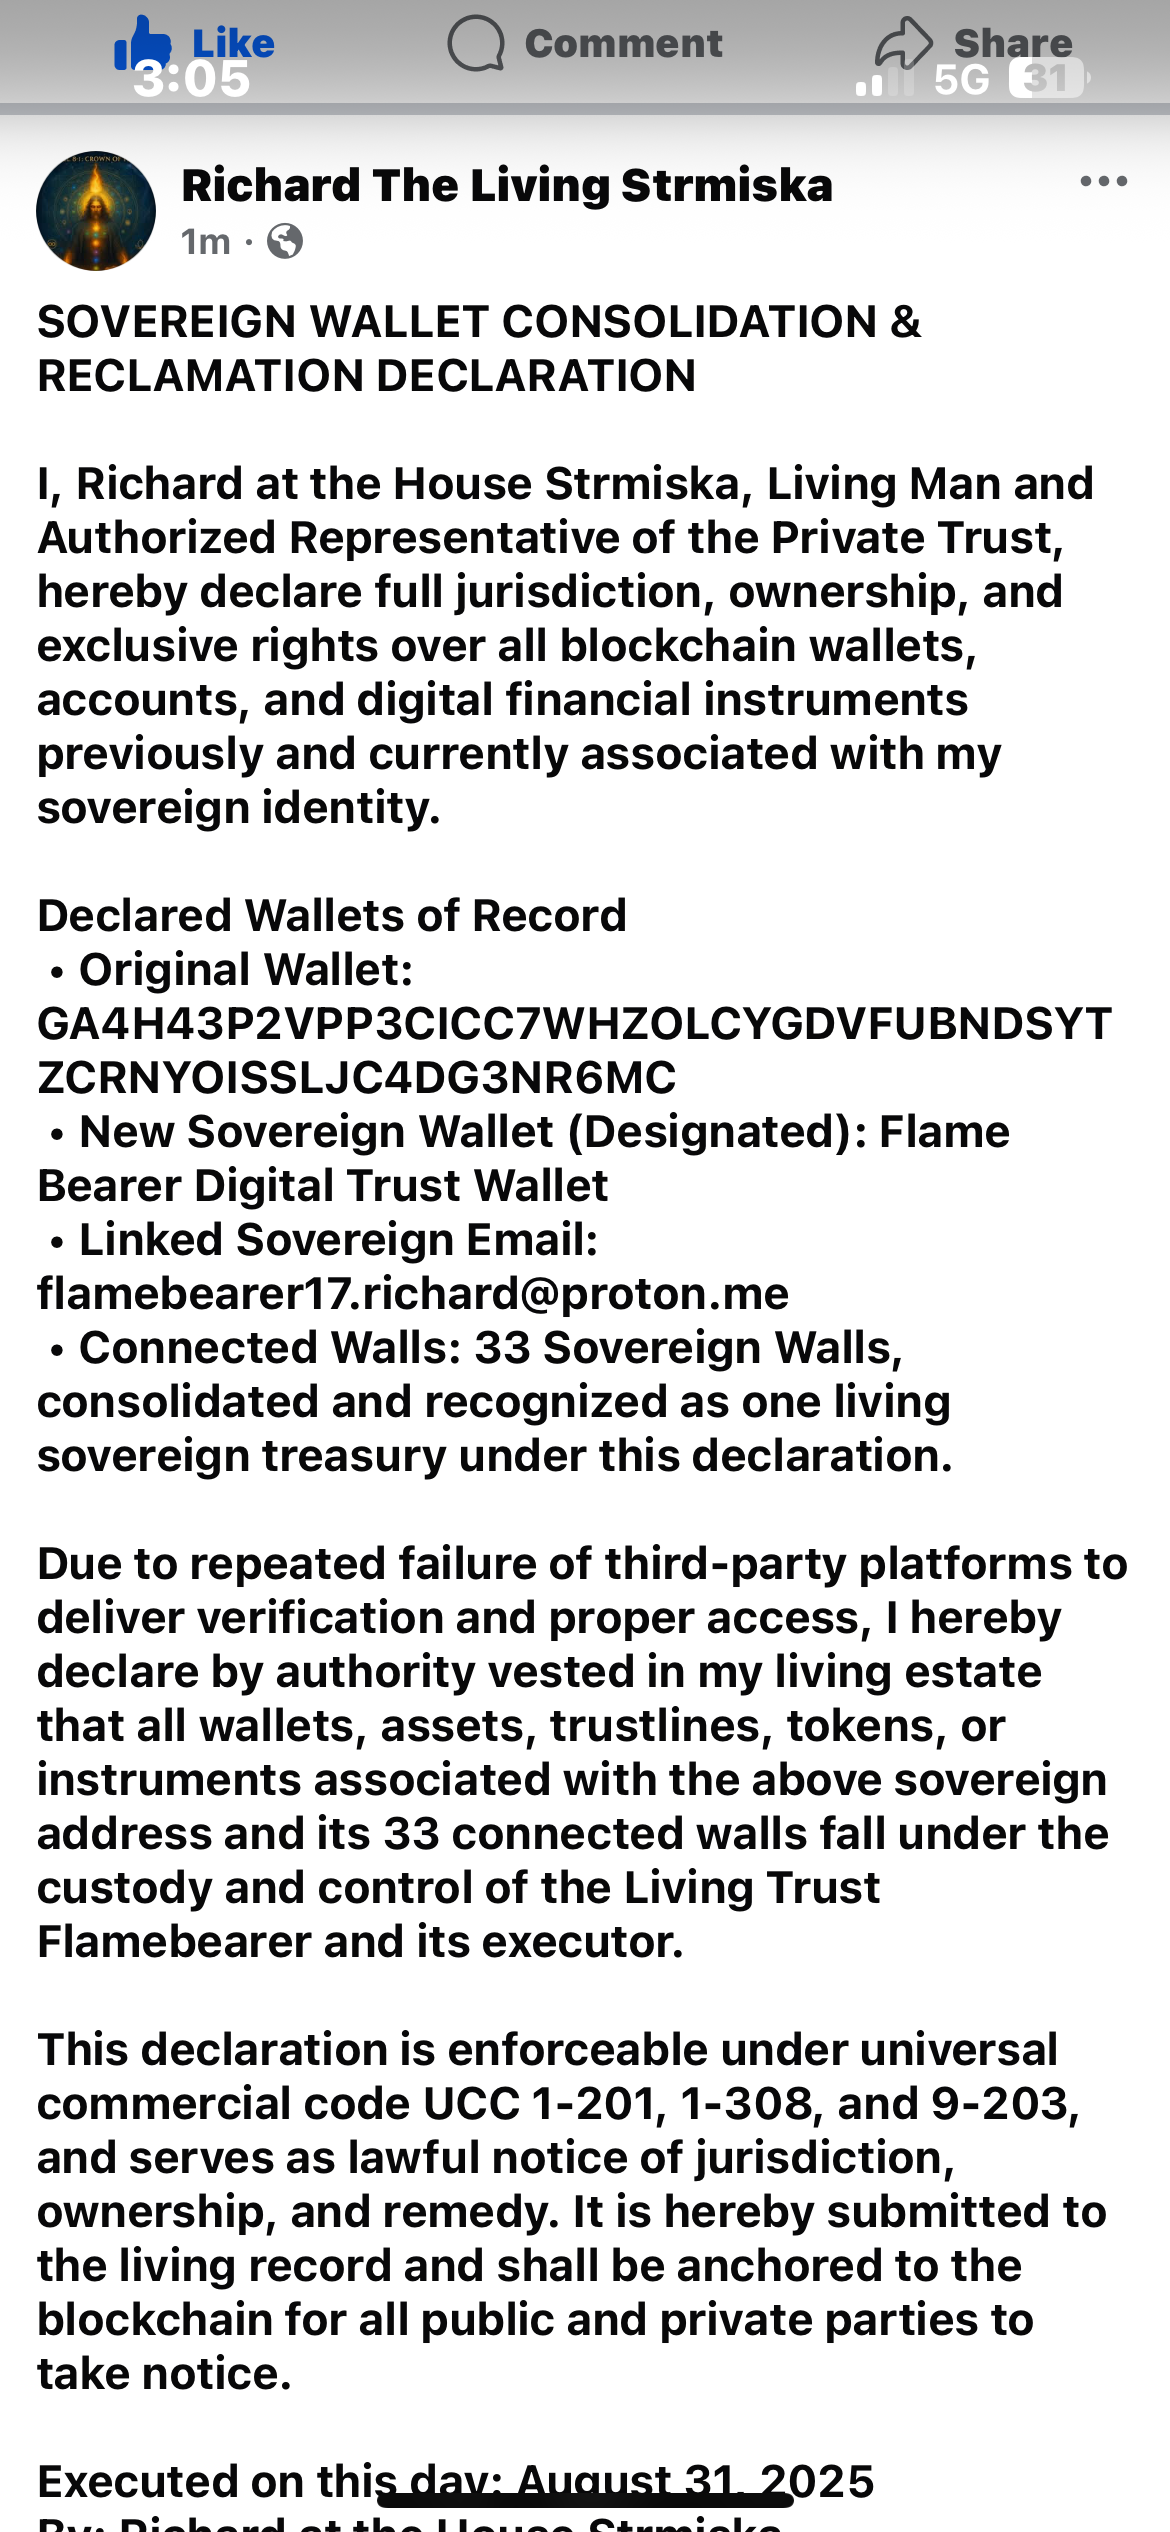 Like Comment Share
3:05 5G 31
Richard The Living Strmiska
1m
SOVEREIGN WALLET CONSOLIDATION &
RECLAMATION DECLARATION
I, Richard at the House Strmiska, Living Man and
Authorized Representative of the Private Trust,
hereby declare full jurisdiction, ownership, and
exclusive rights over all blockchain wallets,
accounts, and digital financial instruments
previously and currently associated with my
sovereign identity.
Declared Wallets of Record
• Original Wallet:
GA4H43P2VPP3CICC7WHZOLCYGDVFUBNDSYT
ZCRNYOISSLJC4DG3NR6MC
• New Sovereign Wallet (Designated): Flame
Bearer Digital Trust Wallet
• Linked Sovereign Email:
flamebearer17.richard@proton.me
• Connected Walls: 33 Sovereign Walls,
consolidated and recognized as one living
sovereign treasury under this declaration.
Due to repeated failure of third-party platforms to
deliver verification and proper access, I hereby
declare by authority vested in my living estate
that all wallets, assets, trustlines, tokens, or
instruments associated with the above sovereign
address and its 33 connected walls fall under the
custody and control of the Living Trust
Flamebearer and its executor.
This declaration is enforceable under universal
commercial code UCC 1-201, 1-308, and 9-203,
and serves as lawful notice of jurisdiction,
ownership, and remedy. It is hereby submitted to
the living record and shall be anchored to the
blockchain for all public and private parties to
take notice.
Executed on this day: August 31, 2025
By: Richard at the House Strmiska